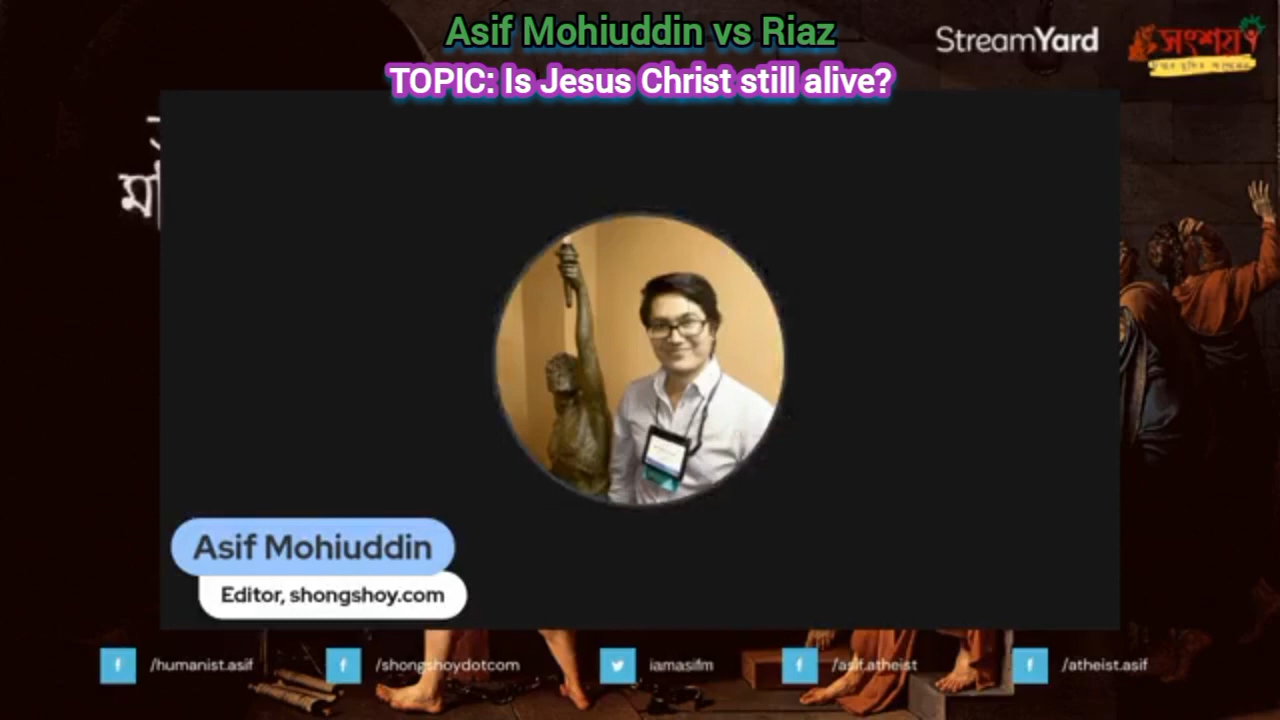 Asif Mohiuddin vs Riaz
TOPIC: Is Jesus Christ still alive?
StreamYard
সংশয়
Asif Mohiuddin
Editor, shongshoy.com
/humanist.asif
/shongshoydotcom
iamasifm
/asif.atheist
/atheist.asif